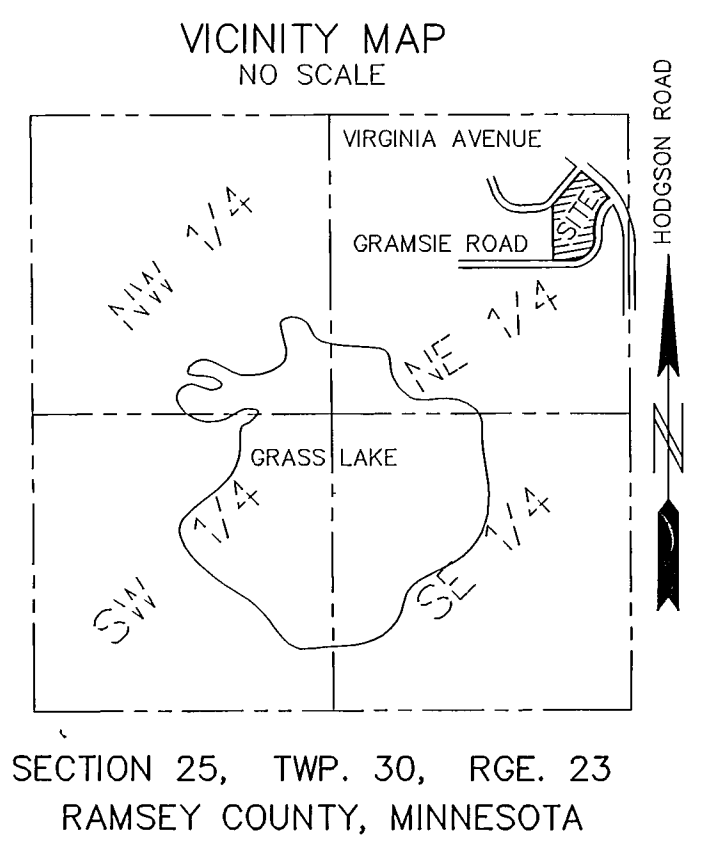 VICINITY MAP
NO SCALE
HODGSON ROAD
VIRGINIA AVENUE
NW 1/4
SITE
GRAMSIE ROAD
NE 1/4
N
GRASS LAKE
SW 1/4
SE 1/4
SECTION 25, TWP. 30, RGE. 23
RAMSEY COUNTY, MINNESOTA